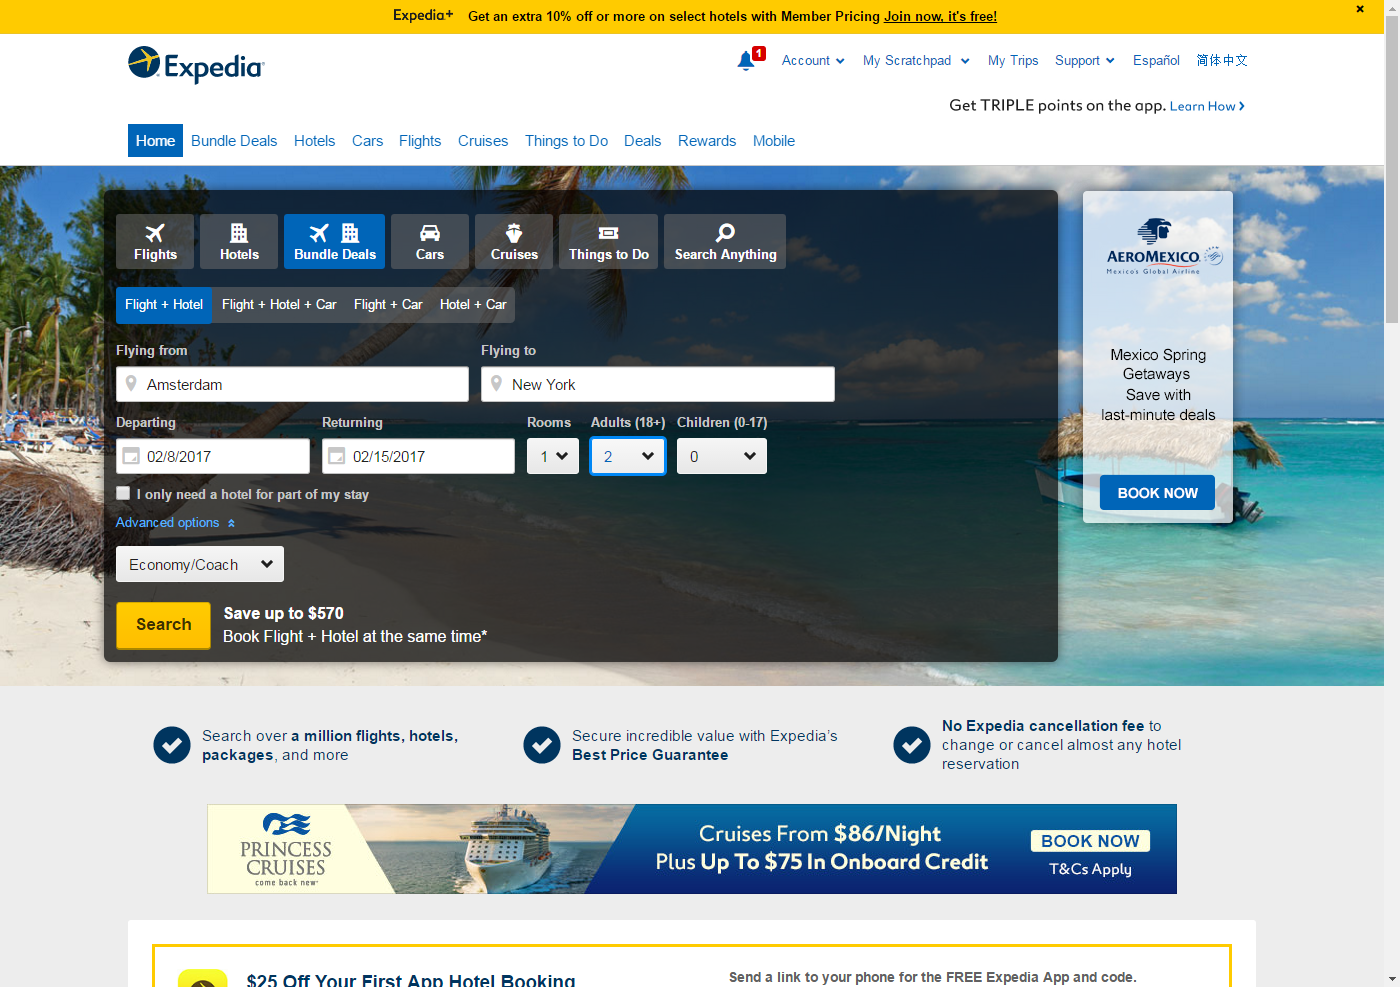 Expedia+ Get an extra 10% off or more on select hotels with Member Pricing Join now, it's free!
Expedia
1 Account My Scratchpad My Trips Support Español 简体中文
Get TRIPLE points on the app. Learn How
Home Bundle Deals Hotels Cars Flights Cruises Things to Do Deals Rewards Mobile
Flights Hotels Bundle Deals Cars Cruises Things to Do Search Anything
Flight + Hotel Flight + Hotel + Car Flight + Car Hotel + Car
Flying from Flying to
Amsterdam New York
Departing Returning Rooms Adults (18+) Children (0-17)
02/8/2017 02/15/2017 1 2 0
I only need a hotel for part of my stay
Advanced options
Economy/Coach
Search
Save up to $570
Book Flight + Hotel at the same time*
AEROMEXICO.
Mexico's Global Airline
Mexico Spring
Getaways
Save with
last-minute deals
BOOK NOW
Search over a million flights, hotels,
packages, and more
Secure incredible value with Expedia's
Best Price Guarantee
No Expedia cancellation fee to
change or cancel almost any hotel
reservation
PRINCESS
CRUISES
come back new
Cruises From $86/Night
Plus Up To $75 In Onboard Credit
BOOK NOW
T&Cs Apply
$25 Off Your First App Hotel Booking
Send a link to your phone for the FREE Expedia App and code.